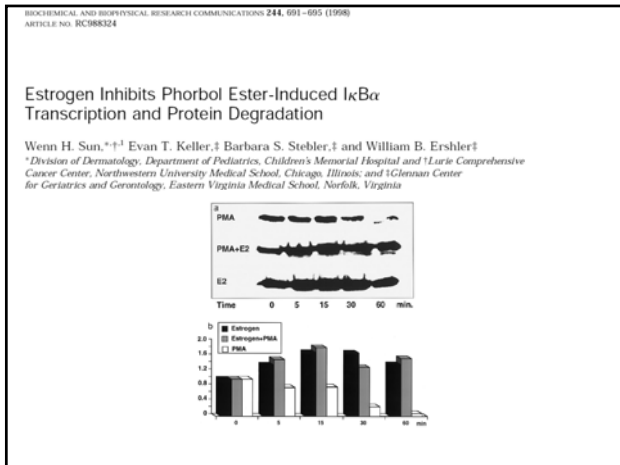 BIOCHEMICAL AND BIOPHYSICAL RESEARCH COMMUNICATIONS 244, 691–695 (1998)
ARTICLE NO. RC988324
Estrogen Inhibits Phorbol Ester-Induced IκBα
Transcription and Protein Degradation
Wenn H. Sun,*,†,1 Evan T. Keller,‡ Barbara S. Stebler,‡ and William B. Ershler‡
*Division of Dermatology, Department of Pediatrics, Children's Memorial Hospital and †Lurie Comprehensive
Cancer Center, Northwestern University Medical School, Chicago, Illinois; and ‡Glennan Center
for Geriatrics and Gerontology, Eastern Virginia Medical School, Norfolk, Virginia
a
PMA
PMA+E2
E2
Time 0 5 15 30 60 min.
b
Estrogen
Estrogen+PMA
PMA
2.0
1.6
1.2
0.8
0.4
0
0 5 15 30 60 min